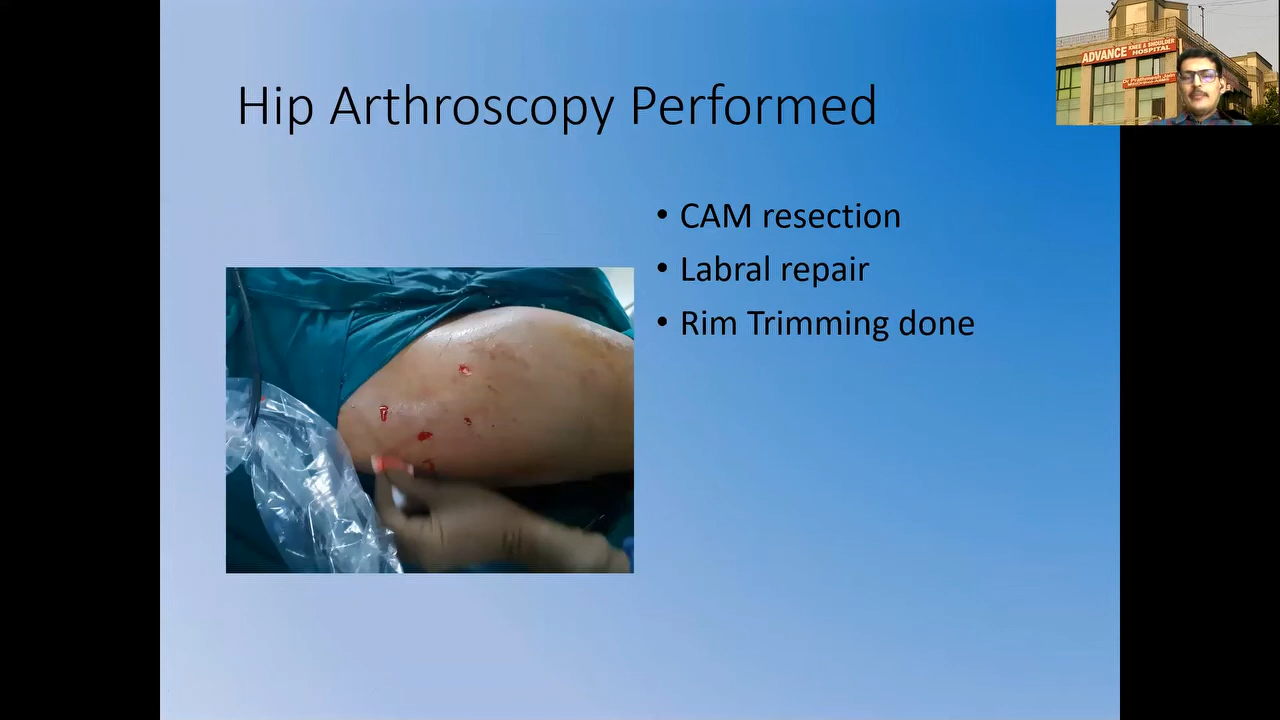 Hip Arthroscopy Performed
• CAM resection
• Labral repair
• Rim Trimming done
ADVANCE KNEE & SHOULDER
HOSPITAL